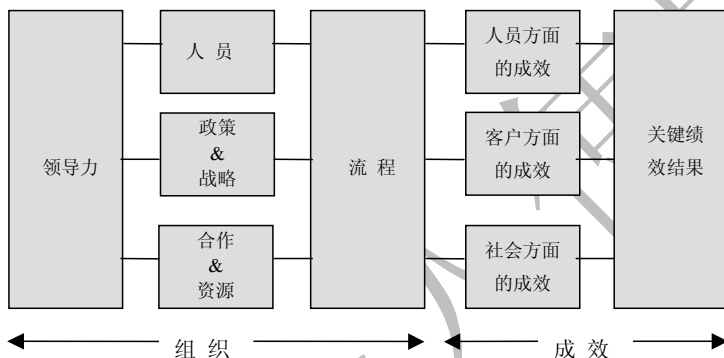 领导力
人 员
政策
&
战略
合作
&
资源
流 程
人员方面
的成效
客户方面
的成效
社会方面
的成效
关键绩
效结果
组 织
成 效